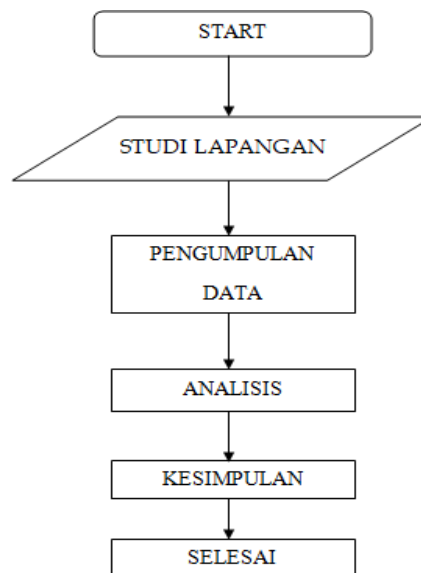 START
STUDI LAPANGAN
PENGUMPULAN
DATA
ANALISIS
KESIMPULAN
SELESAI